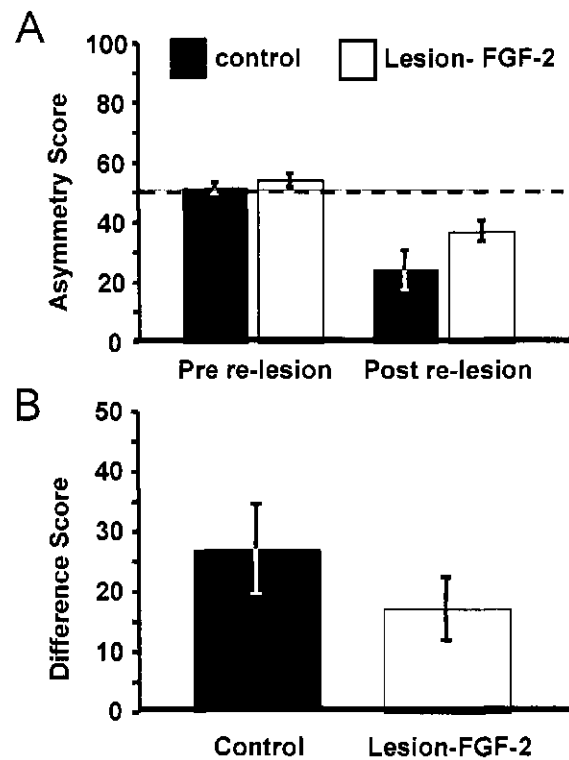 A
100
80
60
40
20
0
Asymmetry Score
control
Lesion- FGF-2
Pre re-lesion
Post re-lesion
B
50
40
30
20
10
0
Difference Score
Control
Lesion-FGF-2